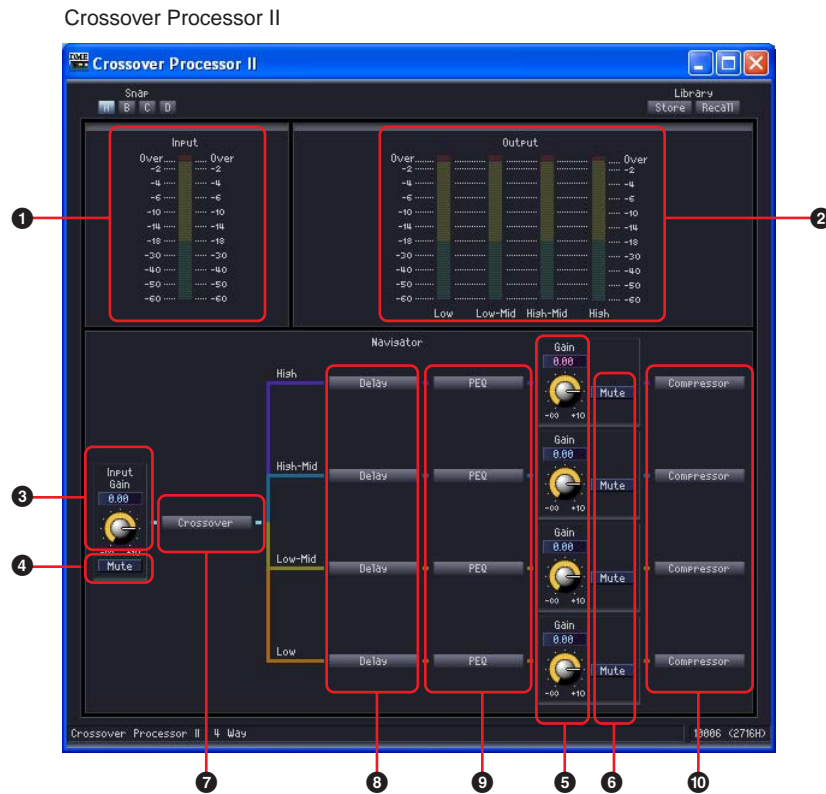 Crossover Processor II
DME
Crossover Processor II
Snap
A B C D
Library
Store Recall
Input
Over Over
-2 -2
-4 -4
-6 -6
-10 -10
-14 -14
-18 -18
-30 -30
-40 -40
-50 -50
-60 -60
Output
Over Over
-2 -2
-4 -4
-6 -6
-10 -10
-14 -14
-18 -18
-30 -30
-40 -40
-50 -50
-60 -60
Low Low-Mid High-Mid High
1
2
Navigator
High
Delay
PEQ
Gain
0.00
-∞ +10
Mute
Compressor
High-Mid
Delay
PEQ
Gain
0.00
-∞ +10
Mute
Compressor
3
Input
Gain
0.00
-∞ +10
4
Mute
Crossover
Low-Mid
Delay
PEQ
Gain
0.00
-∞ +10
Mute
Compressor
Low
Delay
PEQ
Gain
0.00
-∞ +10
Mute
Compressor
Crossover Processor II 4 Way
10006 (2716H)
7 8 9 5 6 10